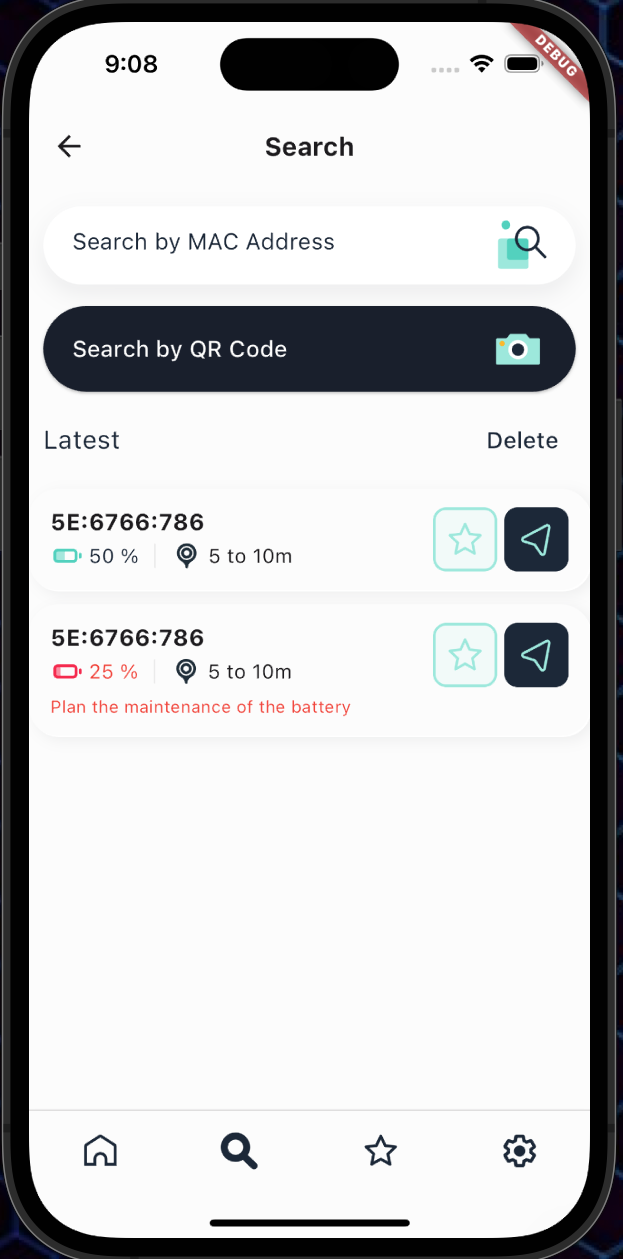 9:08
DEBUG
Search
Search by MAC Address
Search by QR Code
Latest
Delete
5E:6766:786
50 %
5 to 10m
5E:6766:786
25 %
5 to 10m
Plan the maintenance of the battery